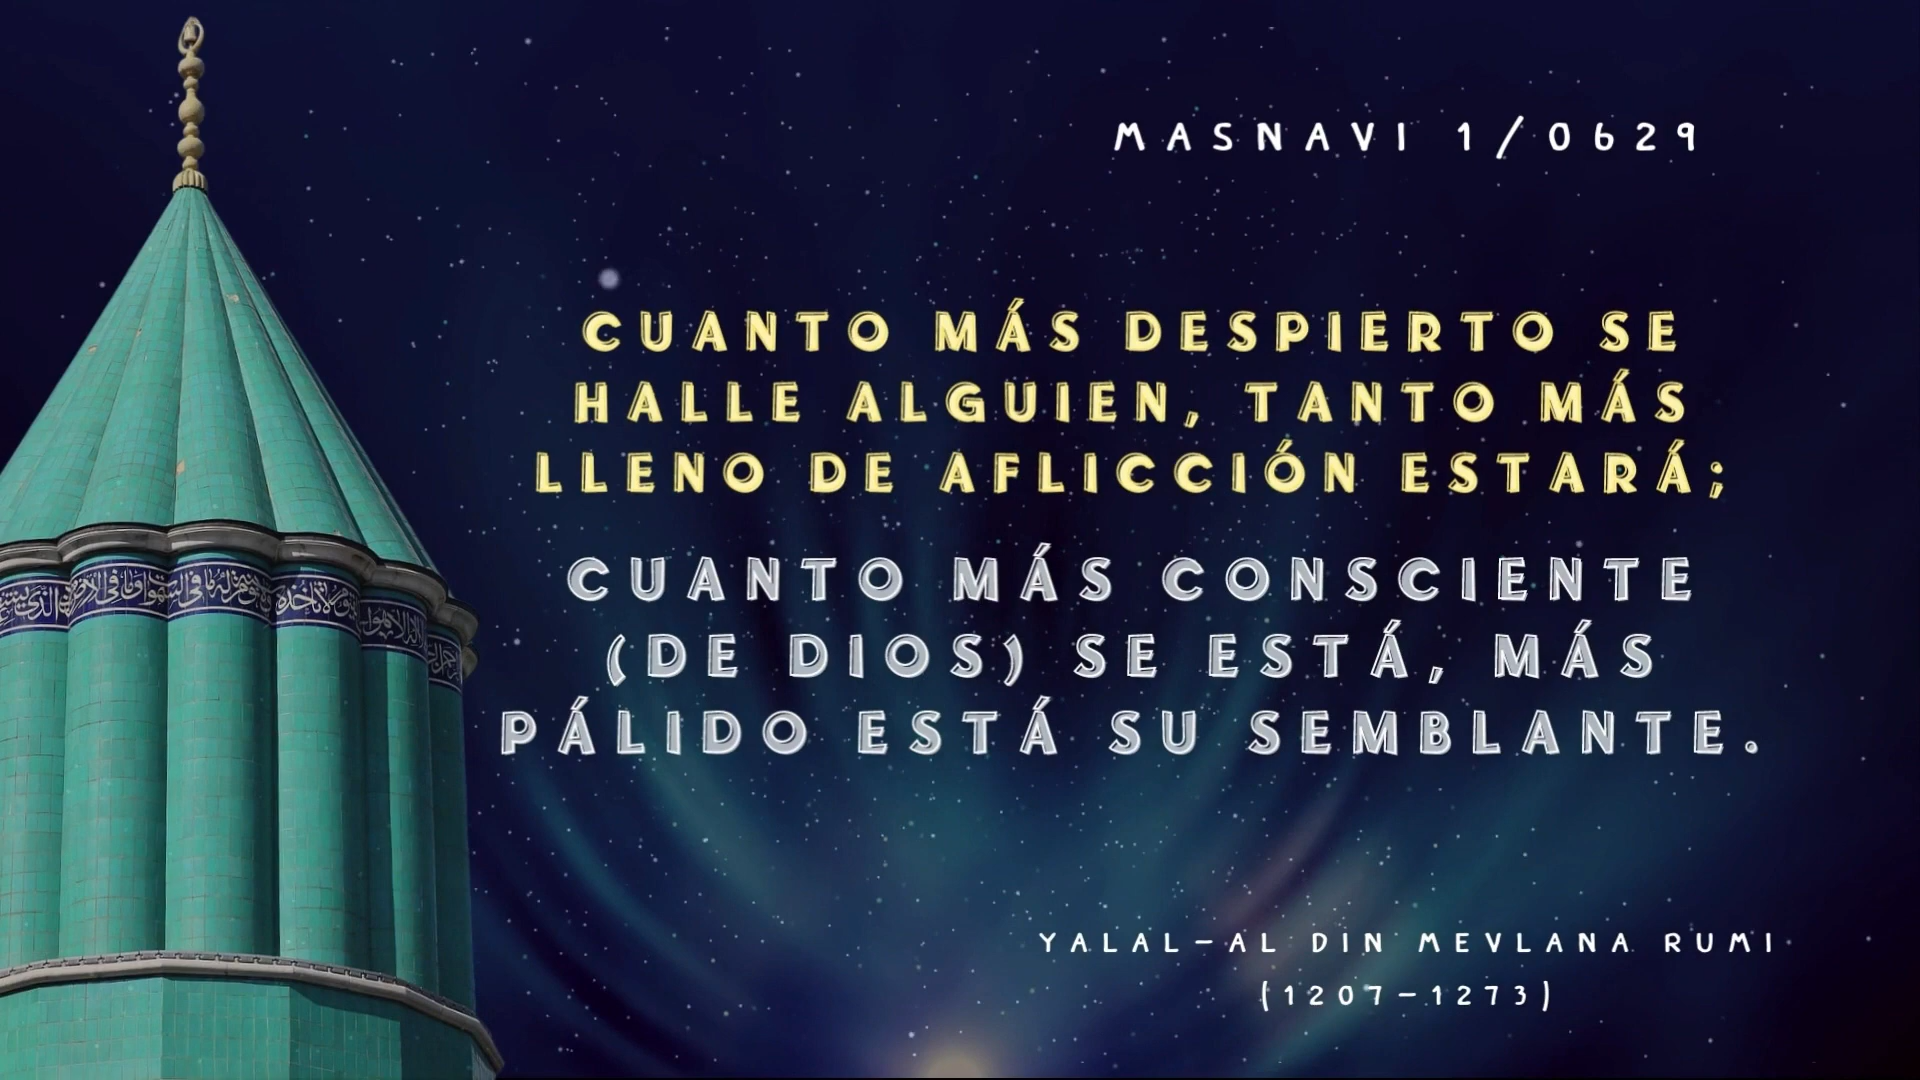 MASNAVI 1/0629
CUANTO MÁS DESPIERTO SE
HALLE ALGUIEN, TANTO MÁS
LLENO DE AFLICCIÓN ESTARÁ;
CUANTO MÁS CONSCIENTE
(DE DIOS) SE ESTÁ, MÁS
PÁLIDO ESTÁ SU SEMBLANTE.
YALAL-AL DIN MEVLANA RUMI
(1207-1273)